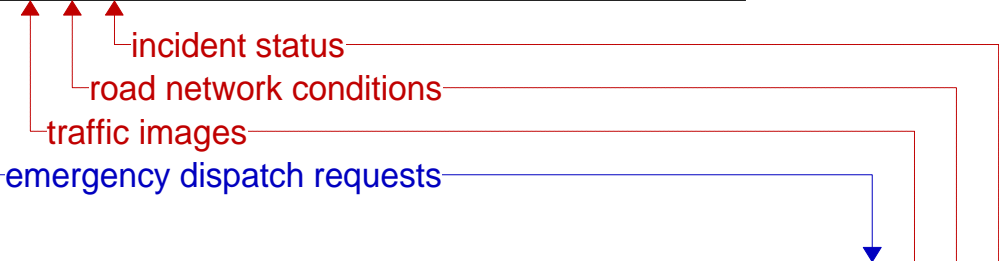 incident status
road network conditions
traffic images
emergency dispatch requests